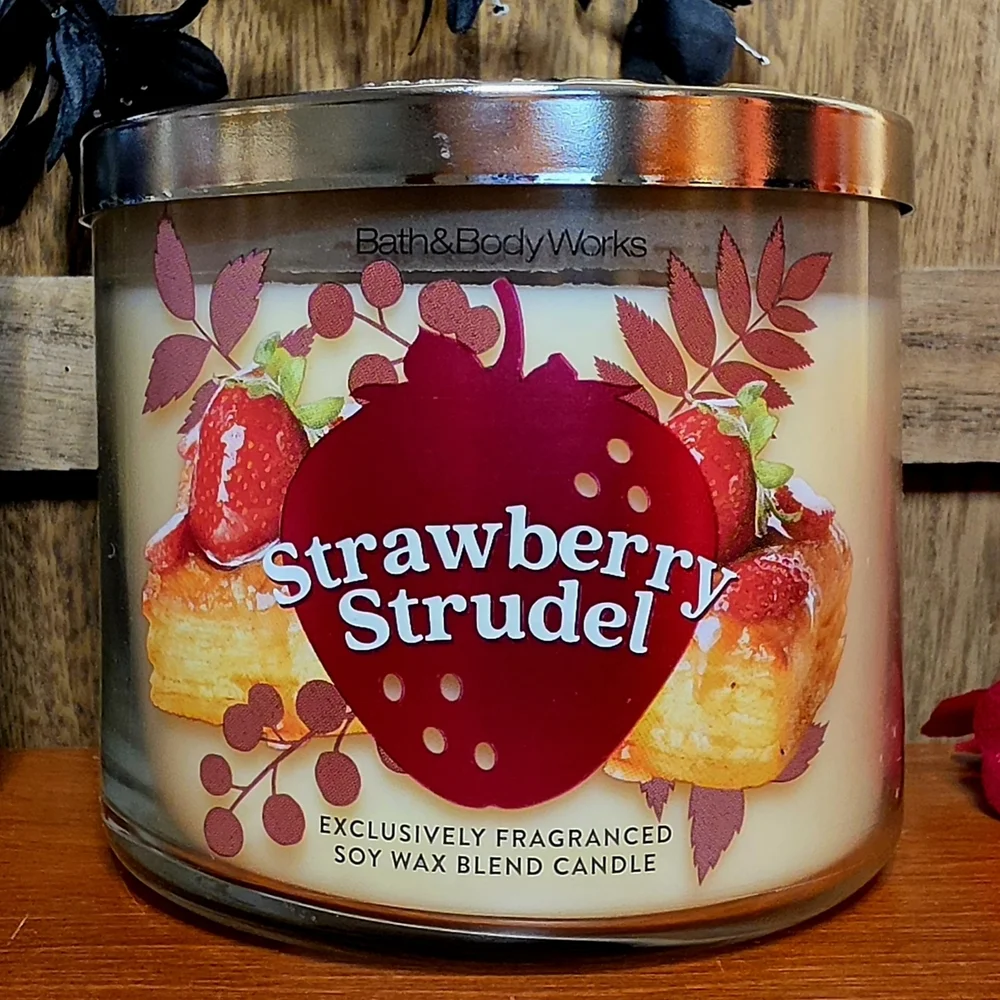 Bath&BodyWorks
Strawberry
Strudel
EXCLUSIVELY FRAGRANCED
SOY WAX BLEND CANDLE